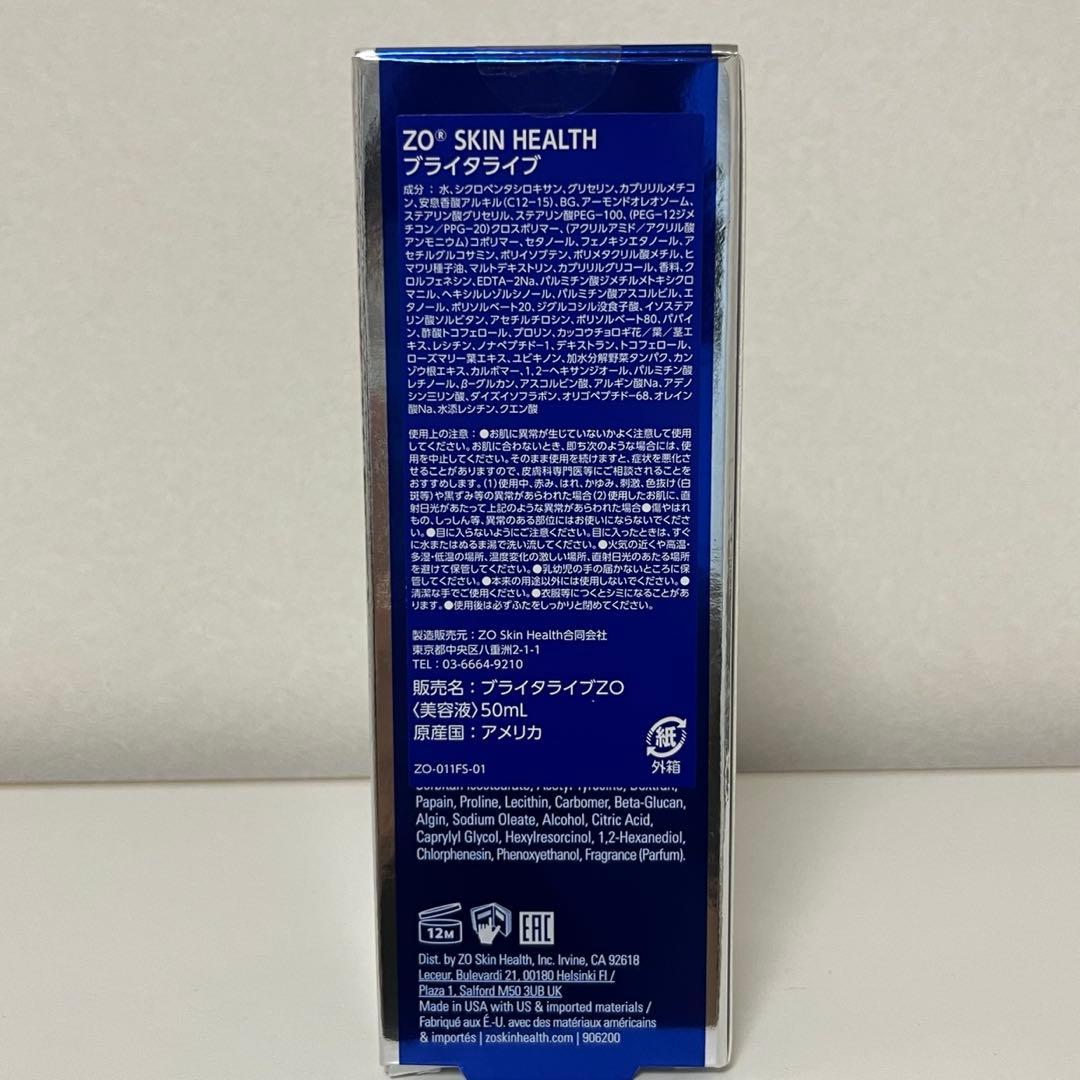 ZO® SKIN HEALTH
ブライタライブ
成分：水、シクロペンタシロキサン、グリセリン、カプリリルメチコ
ン、安息香酸アルキル(C12-15)、BG、アーモンドオレオソーム、
ステアリン酸グリセリル、ステアリン酸PEG-100、(PEG-12ジメ
チコン／PPG-20)クロスポリマー、(アクリルアミド／アクリル酸
アンモニウム)コポリマー、セタノール、フェノキシエタノール、ア
セチルグルコサミン、ポリイソブテン、ポリメタクリル酸メチル、ヒ
マワリ種子油、マルトデキストリン、カプリリルグリコール、香料、ク
ロルフェネシン、EDTA-2Na、パルミチン酸ジメチルメトキシクロ
マニル、ヘキシルレゾルシノール、パルミチン酸アスコルビル、エ
タノール、ポリソルベート20、ジグルコシル没食子酸、イソステア
リン酸ソルビタン、アセチルチロシン、ポリソルベート80、パパイ
ン、酢酸トコフェロール、プロリン、カッコウチョロギ花／葉／茎エ
キス、レシチン、ノナペプチド-1、デキストラン、トコフェロール、
ローズマリー葉エキス、ユビキノン、加水分解野菜タンパク、カン
ゾウ根エキス、カルボマー、1,2-ヘキサンジオール、パルミチン酸
レチノール、β-グルカン、アスコルビン酸、アルギン酸Na、アデノ
シン三リン酸、ダイズイソフラボン、オリゴペプチド-68、オレイン
酸Na、水添レシチン、クエン酸
使用上の注意：●お肌に異常が生じていないかよく注意して使用
してください。お肌に合わないとき、即ち次のような場合には、使
用を中止してください。そのまま使用を続けますと、症状を悪化さ
せることがありますので、皮膚科専門医等にご相談されることを
おすすめします。(1)使用中、赤み、はれ、かゆみ、刺激、色抜け(白
斑等)や黒ずみ等の異常があらわれた場合(2)使用したお肌に、直
射日光があたって上記のような異常があらわれた場合●傷やはれ
もの、しっしん等、異常のある部位にはお使いにならないでくださ
い。●目に入らないようにご注意ください。目に入ったときは、すぐ
に水またはぬるま湯で洗い流してください。●火気の近くや高温・
多湿・低温の場所、温度変化の激しい場所、直射日光のあたる場所
を避けて保管してください。●乳幼児の手の届かないところに保
管してください。●本来の用途以外には使用しないでください。●
清潔な手でご使用ください。●衣服等につくとシミになることがあ
ります。●使用後は必ずふたをしっかりと閉めてください。
製造販売元：ZO Skin Health合同会社
東京都中央区八重洲2-1-1
TEL：03-6664-9210
販売名：ブライタライブZO
〈美容液〉50mL
原産国：アメリカ
紙
外箱
ZO-011FS-01
Sorbitan Isostearate, Acetyl Tyrosine, Dextran,
Papain, Proline, Lecithin, Carbomer, Beta-Glucan,
Algin, Sodium Oleate, Alcohol, Citric Acid,
Caprylyl Glycol, Hexylresorcinol, 1,2-Hexanediol,
Chlorphenesin, Phenoxyethanol, Fragrance (Parfum).
12M
EAC
Dist. by ZO Skin Health, Inc. Irvine, CA 92618
Leceur, Bulevardi 21, 00180 Helsinki FI /
Plaza 1, Salford M50 3UB UK
Made in USA with US & imported materials /
Fabriqué aux É.-U. avec des matériaux américains
& importés | zoskinhealth.com | 906200